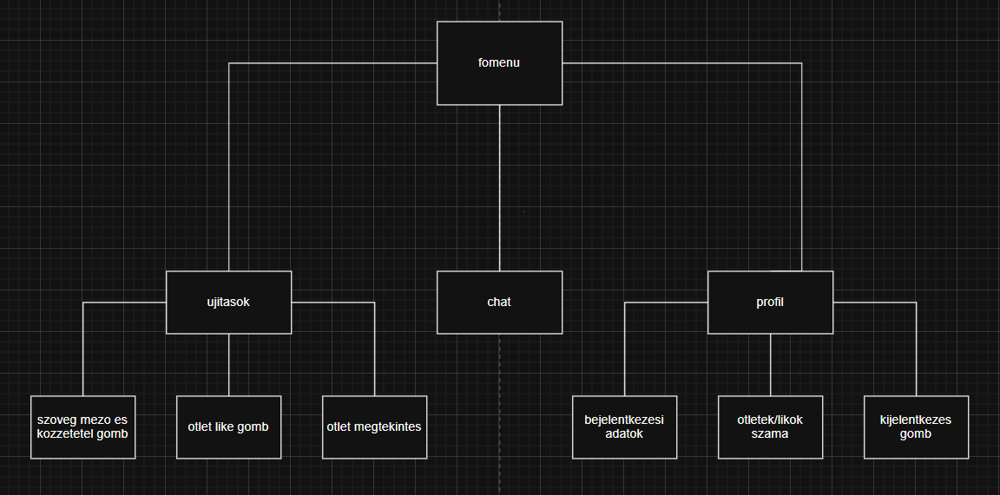 fomenu
ujitasok
chat
profil
szoveg mezo es
kozzetetel gomb
otlet like gomb
otlet megtekintes
bejelentkezesi
adatok
otletek/likok
szama
kijelentkezes
gomb